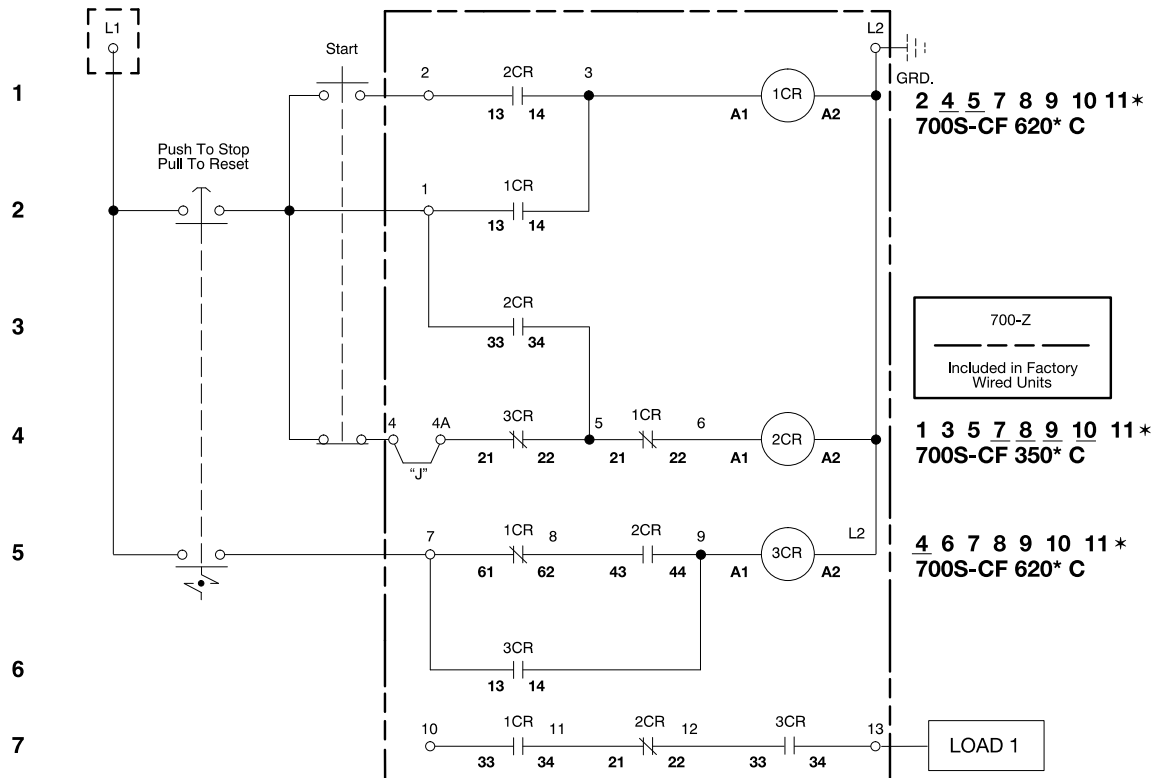 L1
L2
Start
GRD.
1
2
2CR
3
1CR
13 14
A1 A2
2 4 5 7 8 9 10 11*
700S-CF 620* C
Push To Stop
Pull To Reset
2
1
1CR
13 14
3
2CR
33 34
700-Z
Included in Factory
Wired Units
4
4
4A
3CR
5
1CR
6
2CR
"J"
21 22
21 22
A1 A2
1 3 5 7 8 9 10 11*
700S-CF 350* C
5
7
1CR
8
2CR
9
3CR
L2
61 62
43 44
A1 A2
4 6 7 8 9 10 11*
700S-CF 620* C
6
3CR
13 14
7
10
1CR
11
2CR
12
3CR
13
LOAD 1
33 34
21 22
33 34